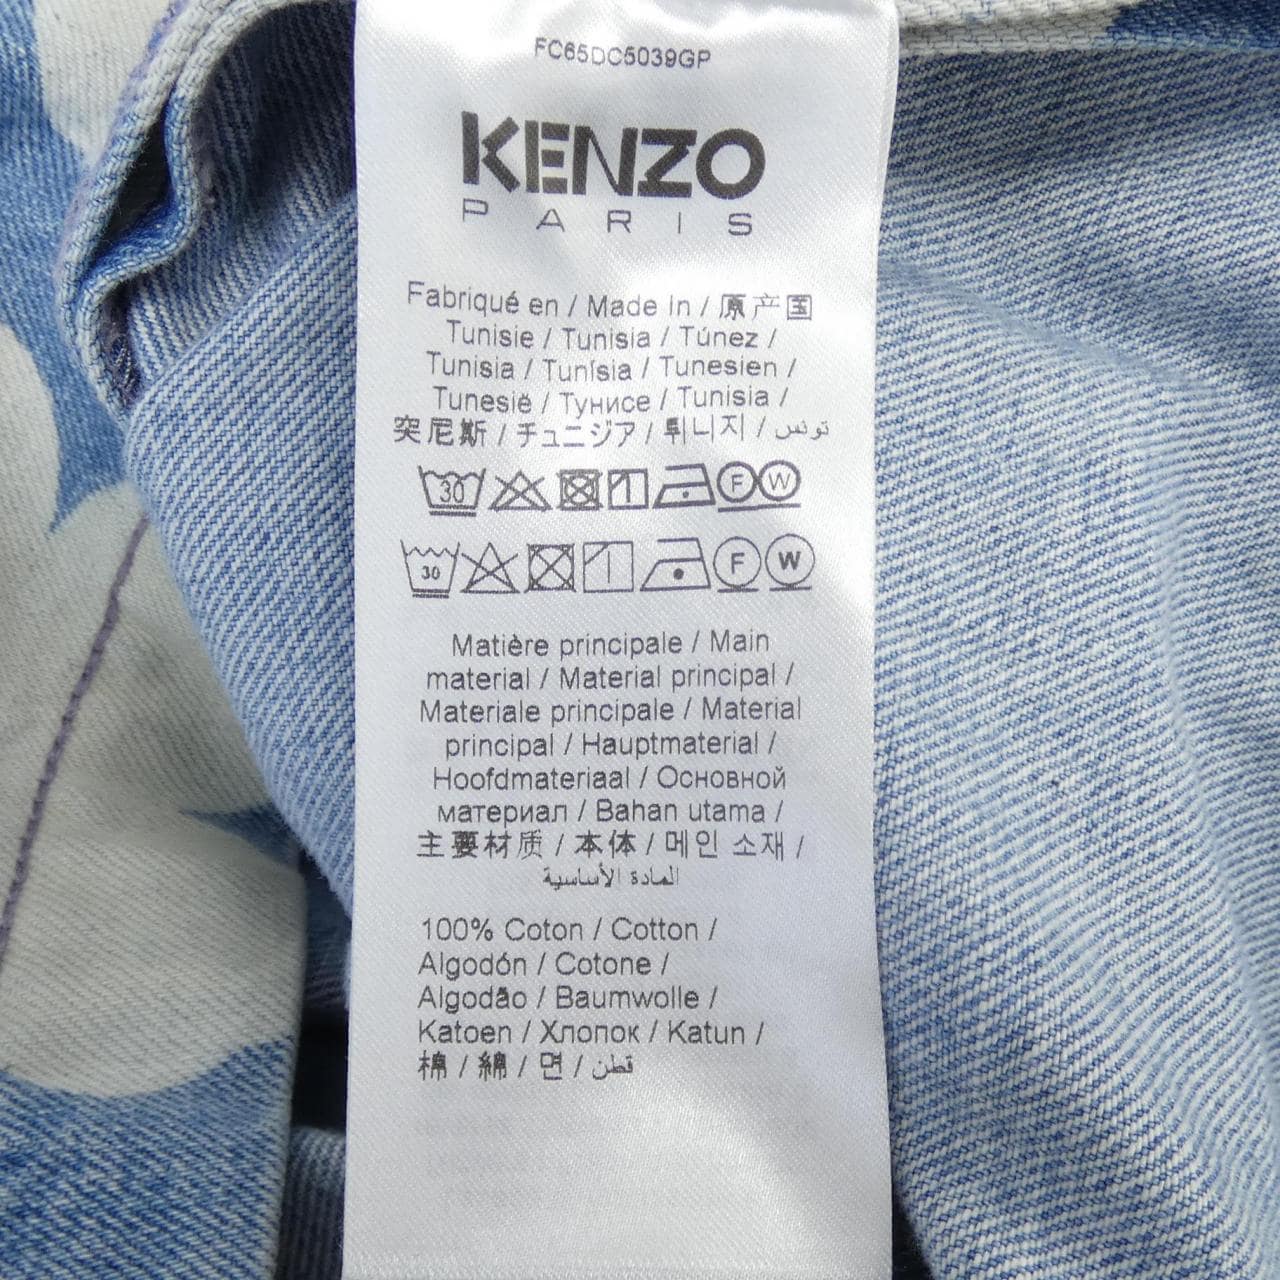 FC65DC5039GP
KENZO
PARIS
Fabriqué en / Made In / 原产国
Tunisie / Tunisia / Túnez /
Tunisia / Tunísia / Tunesien /
Tunesië / Тунисе / Tunisia /
突尼斯 / チュニジア / 튀니지 / تونس
30 F W
30 F W
Matière principale / Main
material / Material principal /
Materiale principale / Material
principal / Hauptmaterial /
Hoofdmateriaal / Основной
материал / Bahan utama /
主要材质 / 本体 / 메인 소재 /
المادة الأساسية
100% Coton / Cotton /
Algodón / Cotone /
Algodão / Baumwolle /
Katoen / Хлопок / Katun /
棉 / 綿 / 면 / قطن